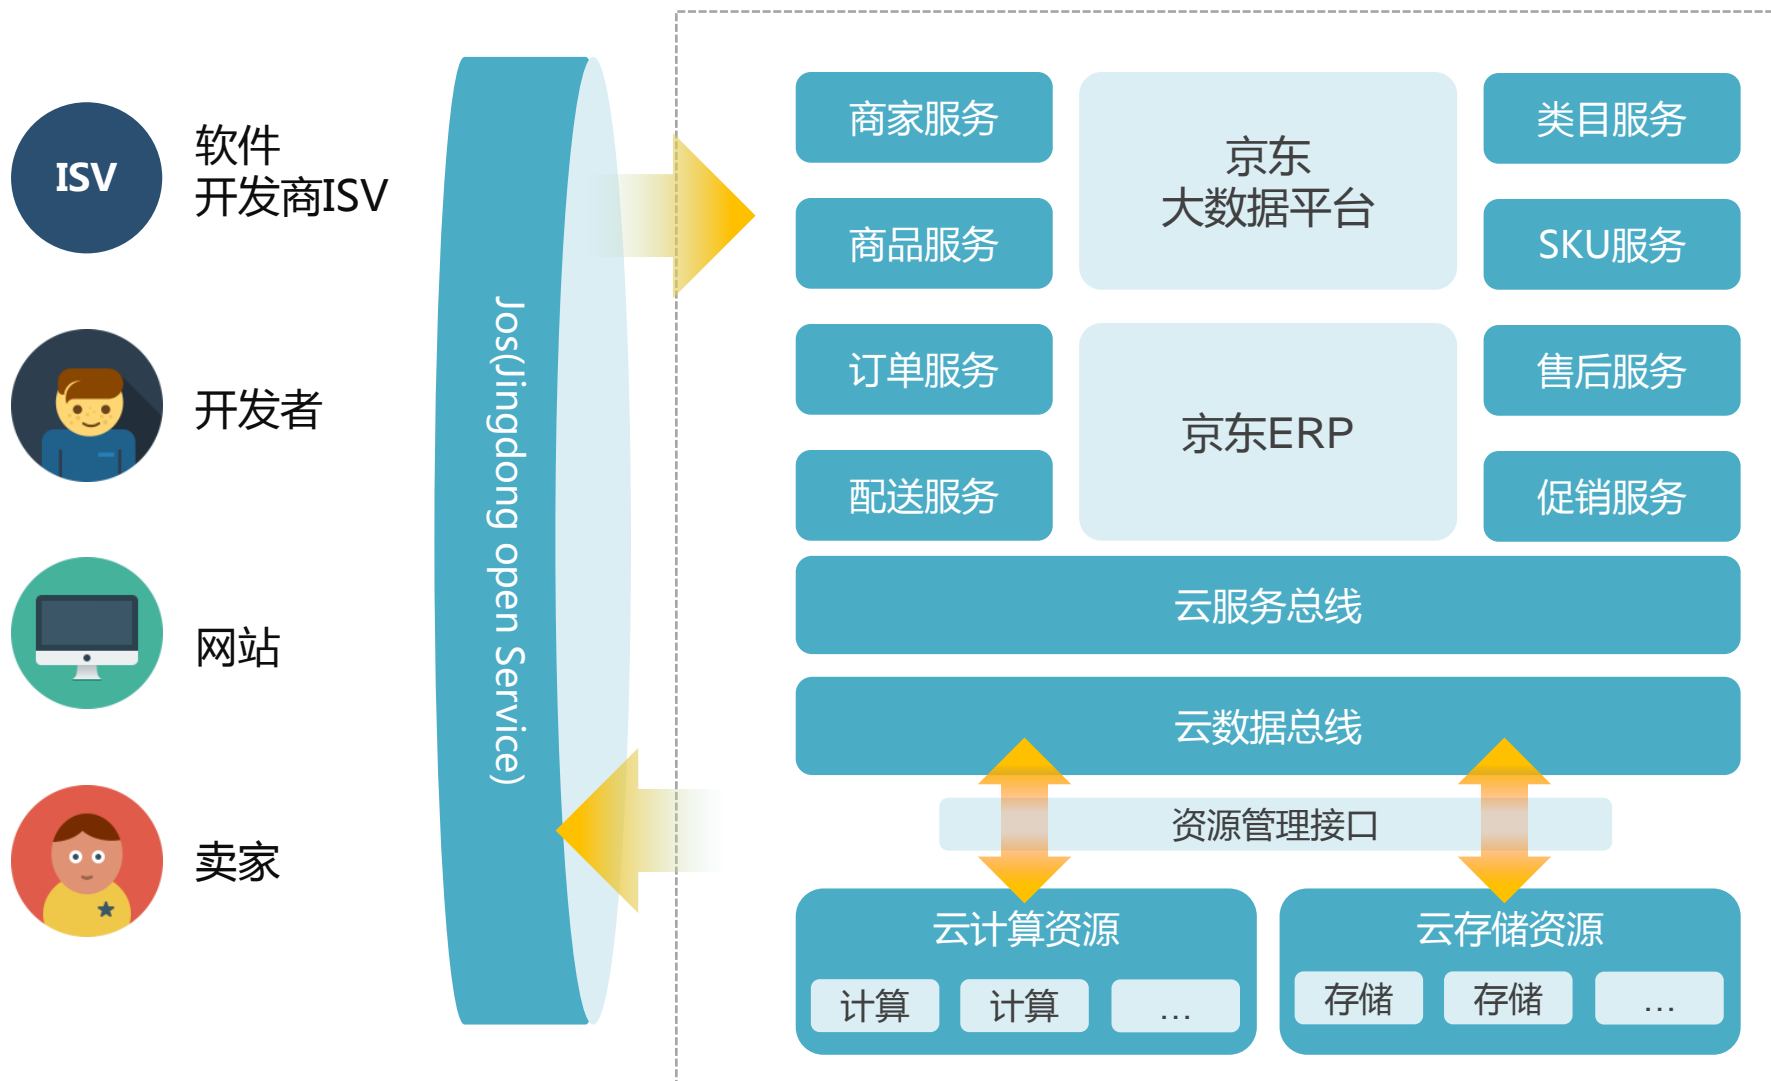 ISV
软件
开发商ISV
开发者
网站
卖家
Jos(Jingdong open Service)
商家服务
商品服务
订单服务
配送服务
京东
大数据平台
京东ERP
类目服务
SKU服务
售后服务
促销服务
云服务总线
云数据总线
资源管理接口
云计算资源
计算
计算
...
云存储资源
存储
存储
...